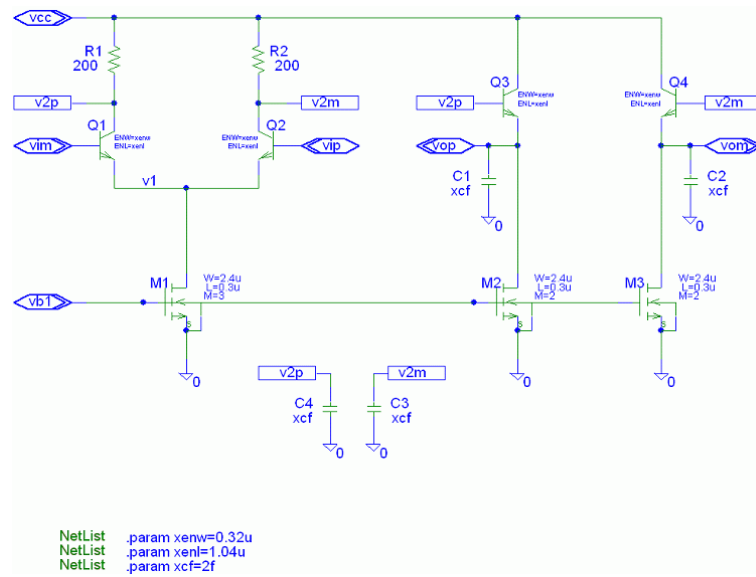 vcc
R1
200
R2
200
v2p
v2m
v2p
v2m
Q1
ENW=xenw
ENL=xenl
Q2
ENW=xenw
ENL=xenl
Q3
ENW=xenw
ENL=xenl
Q4
ENW=xenw
ENL=xenl
vim
vip
vop
vom
v1
C1
xcf
0
C2
xcf
0
vb1
M1
W=2.4u
L=0.3u
M=3
s
0
M2
W=2.4u
L=0.3u
M=2
s
0
M3
W=2.4u
L=0.3u
M=2
s
0
v2p
v2m
C4
xcf
0
C3
xcf
0
NetList .param xenw=0.32u
NetList .param xenl=1.04u
NetList .param xcf=2f